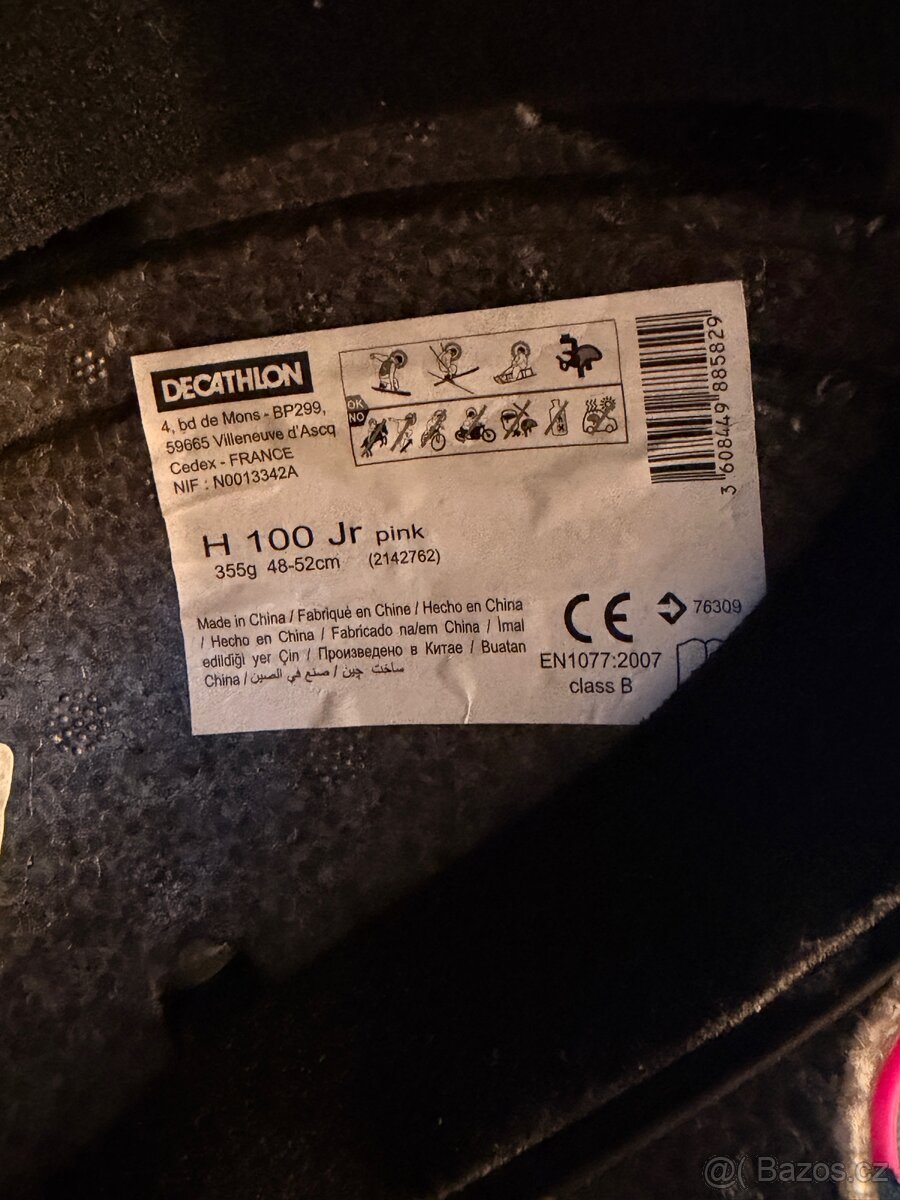 DECATHLON
4, bd de Mons - BP299,
59665 Villeneuve d'Ascq
Cedex - FRANCE
NIF : N0013342A
OK
NO
3 608449 885829
H 100 Jr pink
355g 48-52cm (2142762)
Made in China / Fabriqué en Chine / Hecho en China
/ Hecho en China / Fabricado na/em China / İmal
edildiği yer Çin / Произведено в Китае / Buatan
China / ساخت چین / صنع في الصين
CE 76309
EN1077:2007
class B
@( Bazos.cz